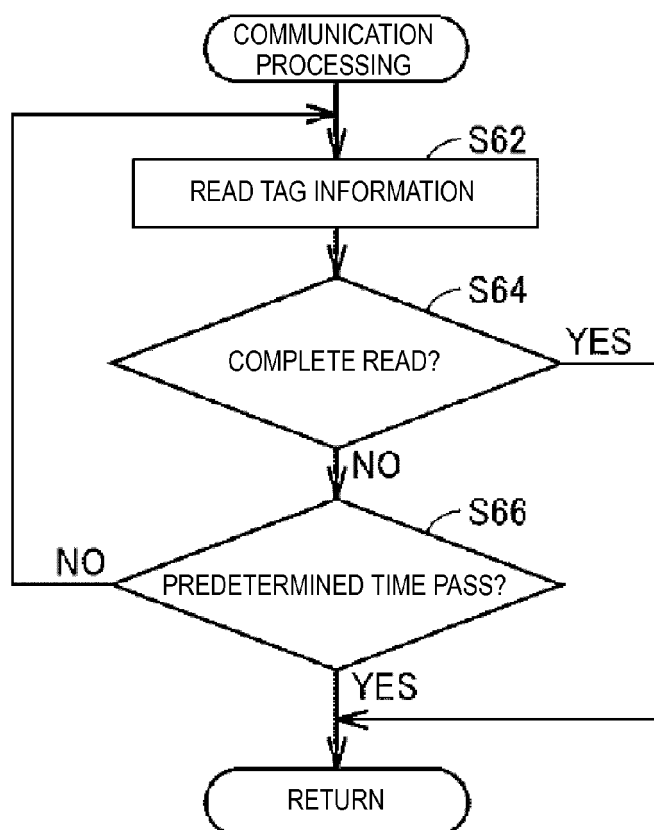 COMMUNICATION
PROCESSING
S62
READ TAG INFORMATION
S64
COMPLETE READ?
YES
NO
S66
PREDETERMINED TIME PASS?
NO
YES
RETURN